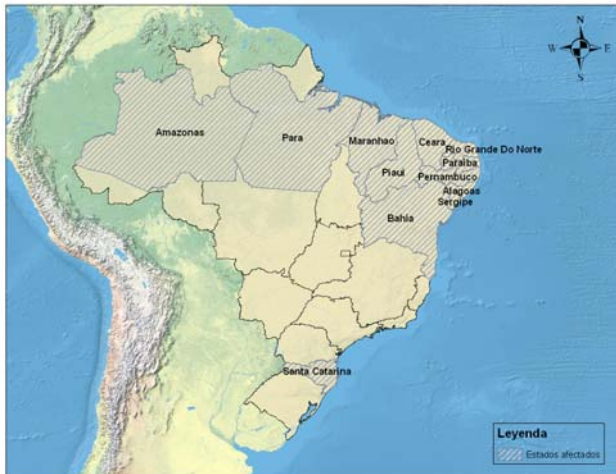 N
W E
S
Amazonas
Para
Maranhao
Ceara
Rio Grande Do Norte
Paraiba
Piaui
Pernambuco
Alagoas
Sergipe
Bahia
Santa Catarina
Leyenda
Estados afectados